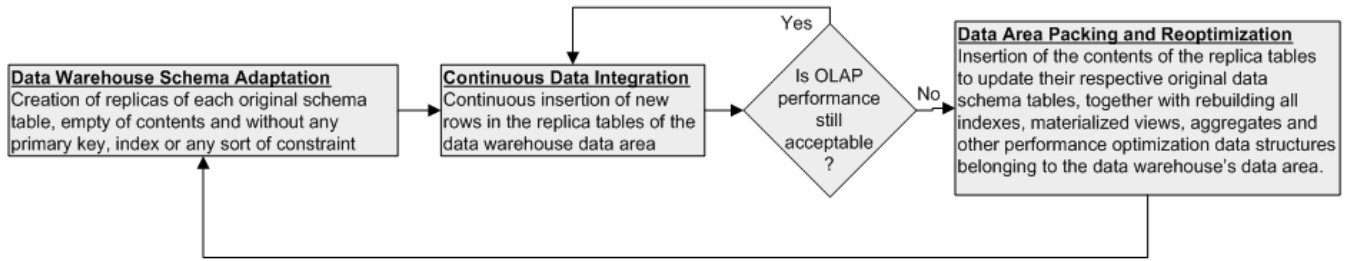 Data Warehouse Schema Adaptation
Creation of replicas of each original schema
table, empty of contents and without any
primary key, index or any sort of constraint
Continuous Data Integration
Continuous insertion of new
rows in the replica tables of the
data warehouse data area
Yes
Is OLAP
performance
still
acceptable
?
No
Data Area Packing and Reoptimization
Insertion of the contents of the replica tables
to update their respective original data
schema tables, together with rebuilding all
indexes, materialized views, aggregates and
other performance optimization data structures
belonging to the data warehouse's data area.